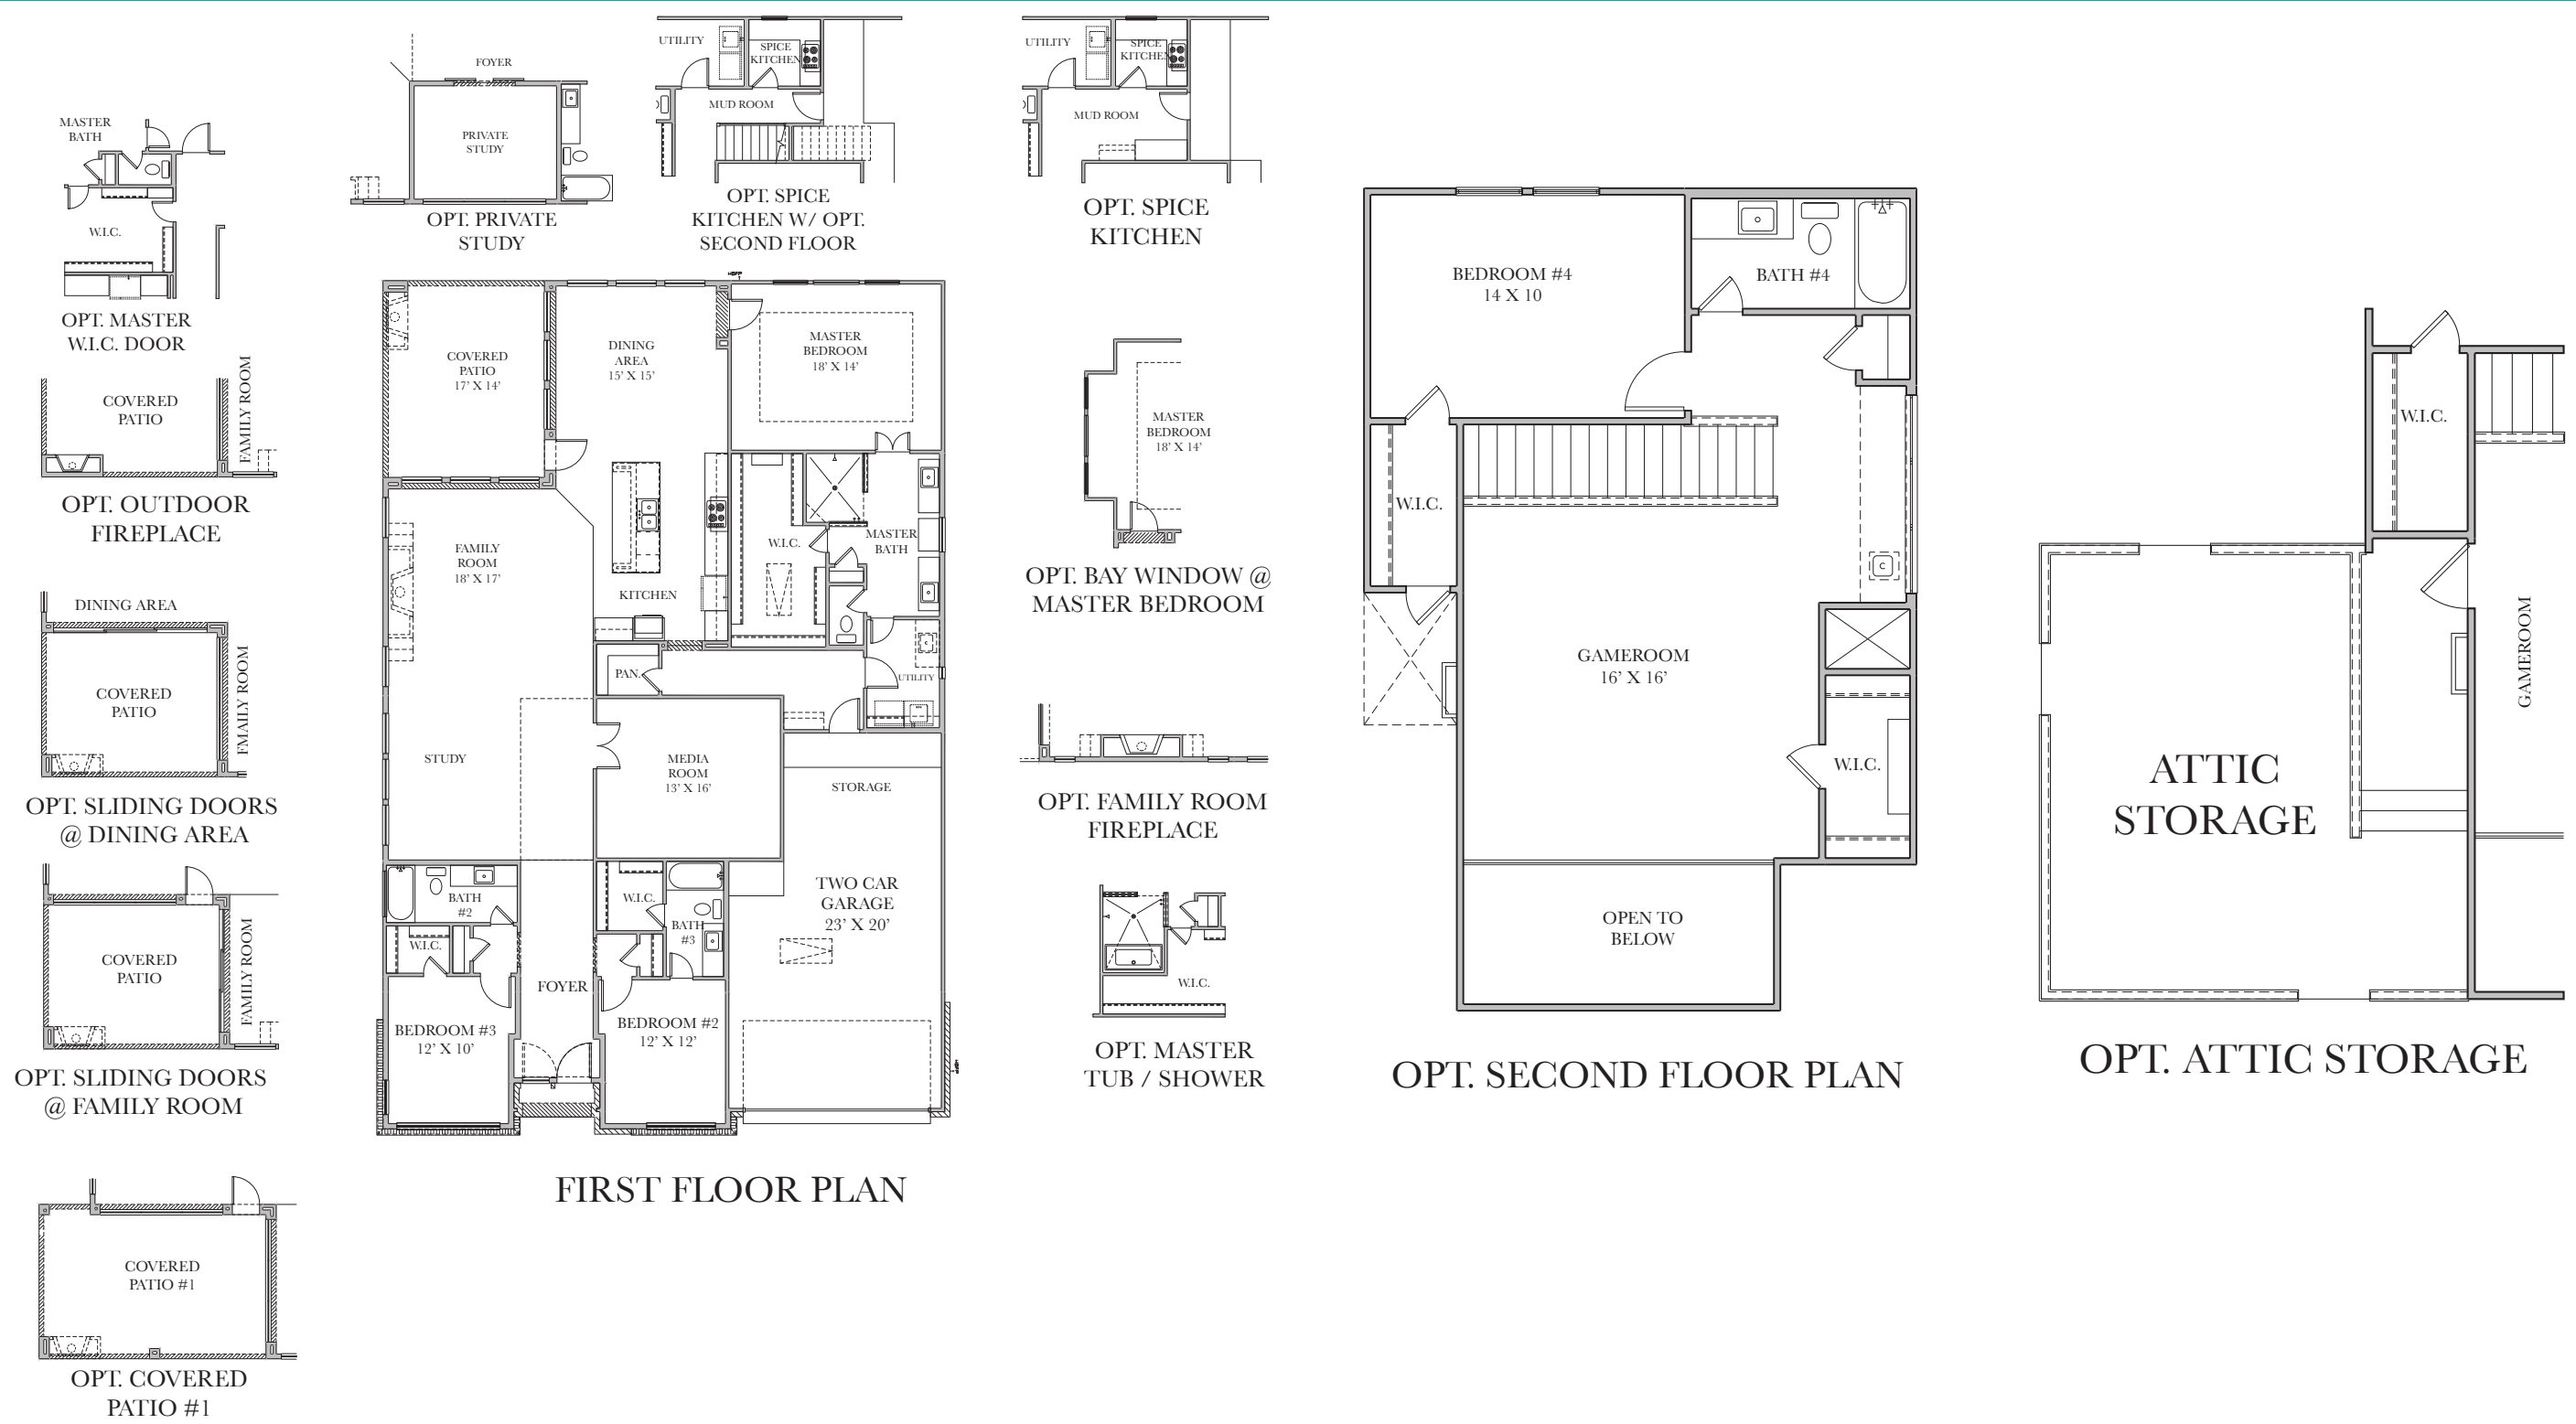 MASTER
BATH
W.I.C.
OPT. MASTER
W.I.C. DOOR
COVERED
PATIO
FAMILY ROOM
OPT. OUTDOOR
FIREPLACE
DINING AREA
COVERED
PATIO
FMAILY ROOM
OPT. SLIDING DOORS
@ DINING AREA
COVERED
PATIO
FAMILY ROOM
OPT. SLIDING DOORS
@ FAMILY ROOM
COVERED
PATIO #1
OPT. COVERED
PATIO #1
FOYER
PRIVATE
STUDY
OPT. PRIVATE
STUDY
UTILITY
SPICE
KITCHEN
MUD ROOM
OPT. SPICE
KITCHEN W/ OPT.
SECOND FLOOR
UTILITY
SPICE
KITCHEN
MUD ROOM
OPT. SPICE
KITCHEN
COVERED
PATIO
17' X 14'
DINING
AREA
15' X 15'
MASTER
BEDROOM
18' X 14'
FAMILY
ROOM
18' X 17'
W.I.C.
MASTER
BATH
KITCHEN
PAN.
UTILITY
STUDY
MEDIA
ROOM
13' X 16'
STORAGE
BATH
#2
W.I.C.
W.I.C.
BATH
#3
TWO CAR
GARAGE
23' X 20'
FOYER
BEDROOM #3
12' X 10'
BEDROOM #2
12' X 12'
FIRST FLOOR PLAN
MASTER
BEDROOM
18' X 14'
OPT. BAY WINDOW @
MASTER BEDROOM
OPT. FAMILY ROOM
FIREPLACE
W.I.C.
OPT. MASTER
TUB / SHOWER
BEDROOM #4
14 X 10
BATH #4
W.I.C.
C
GAMEROOM
16' X 16'
W.I.C.
OPEN TO
BELOW
OPT. SECOND FLOOR PLAN
W.I.C.
GAMEROOM
ATTIC
STORAGE
OPT. ATTIC STORAGE